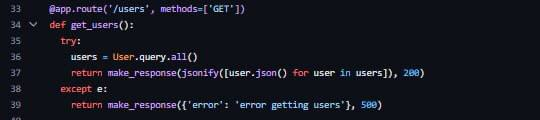 33 @app.route('/users', methods=['GET'])
34 def get_users():
35 try:
36 users = User.query.all()
37 return make_response(jsonify([user.json() for user in users]), 200)
38 except e:
39 return make_response({'error': 'error getting users'}, 500)